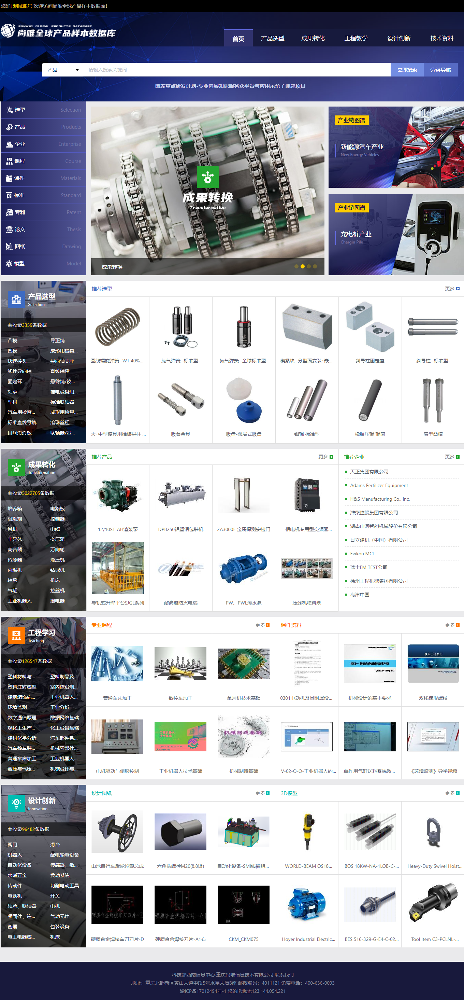 您好! 测试账号 欢迎访问尚唯全球产品样本数据库!
SUNWAY GLOBAL PRODUCTS DATABASE
尚唯全球产品样本数据库
首页 产品选型 成果转化 工程教学 设计创新 技术资料
产品 请输入搜索关键词 立即搜索 分类导航
国家重点研发计划-专业内容知识服务众平台与应用示范子课题项目
选型 Selection
产品 Products
企业 Enterprise
课程 Course
课件 Materials
标准 Standard
专利 Patent
论文 Thesis
图纸 Drawing
模型 Model
成果转换
Transformation
成果转换
产业链图谱
新能源汽车产业
New Energy Vehicles
产业链图谱
充电桩产业
Chargin Pile
产品选型
Selection
共收录3359条数据
凸模 导正销
凹模 成形用检具...
快速接头 导向轴支座
线性导向轴 直线轴承
固定环 悬臂销/铰...
轴承 锂电设备用...
型材 标准联轴器
汽车用检查... 成形用检具...
标准直线导轨 滚珠丝杠
自润滑滑板 联轴器/带...
推荐选型 更多
圆线螺旋弹簧 -WT 40%... 氮气弹簧 -标准型- 氮气弹簧 -全球标准型- 楔紧块 -分型面安装·嵌... 斜导柱固定座 斜导柱 -标准型-
大·中型模具用推板导柱 ... 吸着金具 吸盘-双层式吸盘 铝辊 标准型 橡胶压辊 辊筒 肩型凸模
成果转化
Transformation
共收录5022705条数据
培养箱 电路板
阻燃剂 控制器
风机 电缆
半导体 变压器
离合器 万向轮
传感器 液压机
内燃机 钻探机
轴承 机床
气缸 拉丝机
工业机器人 继电器
推荐产品 更多
12/10ST-AH渣浆泵 DPB250铝塑铝包装机 ZA3000E 金属探测安检门 相电机专用型变频器...
导轨式升降平台SJGL系列 耐高温防火电缆 PW、PWL污水泵 压滤机喂料泵
推荐企业 更多
天正集团有限公司
Adams Fertilizer Equipment
H&S Manufacturing Co., Inc.
潍柴控股集团有限公司
湖南山河智能机械股份有限公司
日立建机（中国）有限公司
Evikon MCI
瑞士EM TEST公司
徐州工程机械集团有限公司
岛津中国
工程学习
Teaching
共收录126547条数据
塑料材料与... 塑料制品及...
塑料注射成型 室内陈设制...
建筑装饰施... 工业机器人...
环境监测 工业分析
数字通信原理 数据网络基础
煤化工生产... 化工设备基础
建材化学分析 汽车部件系...
汽车整车装... 机械零部件...
普通车床加工 工业机器人...
液压与气压... 机械设计与...
专业课程 更多
普通车床加工 数控车加工 单片机技术基础
工业机器人
技术基础
机械制造基础
电机驱动与伺服控制 工业机器人技术基础 机械制造基础
课件资料 更多
项目一 初识自动机械自动生产线
复杂工件加工
0301电动机及其附属设... 机械设计的基本要求 双线梯形螺纹
V-02-O-O-工业机器人的... 单作用气缸送料系统教... 《环境监测》导学视频
设计创新
Innovation
共收录96482条数据
阀门 滑台
机器人 配电输电设备
自动化设备 传感器、敏...
水暖五金 发动系统
传动件 切削电动工具
电动机 开关
轴承、联轴器 电机
紧固件、连... 气动元件
衡器 包装设备
电工电器成... 机床
设计图纸 更多
山地自行车后轮轮毂总成 六角头螺栓M20(8.8级) 自动化设备-SMI线圈组...
硬质合金焊接车刀刀片-D 硬质合金焊接刀片-A1
硬质合金焊接车刀刀片-D 硬质合金焊接刀片-A1右 CKM_CKM075
3D模型 更多
WORLD-BEAM QS18... BOS 18KW-NA-1LOB-C-... Heavy-Duty Swivel Hoist...
Hoyer Industrial Electric... BES 516-329-G-E4-C-02... Tool Item C3-PCLNL-...
科技部西南信息中心·重庆尚唯信息技术有限公司 联系我们
地址：重庆北部新区黄山大道中段5号水星大厦B座 邮政编码：4011121 免费电话：400-636-0093
渝ICP备17012494号-1 您的IP地址:123.144.054.221